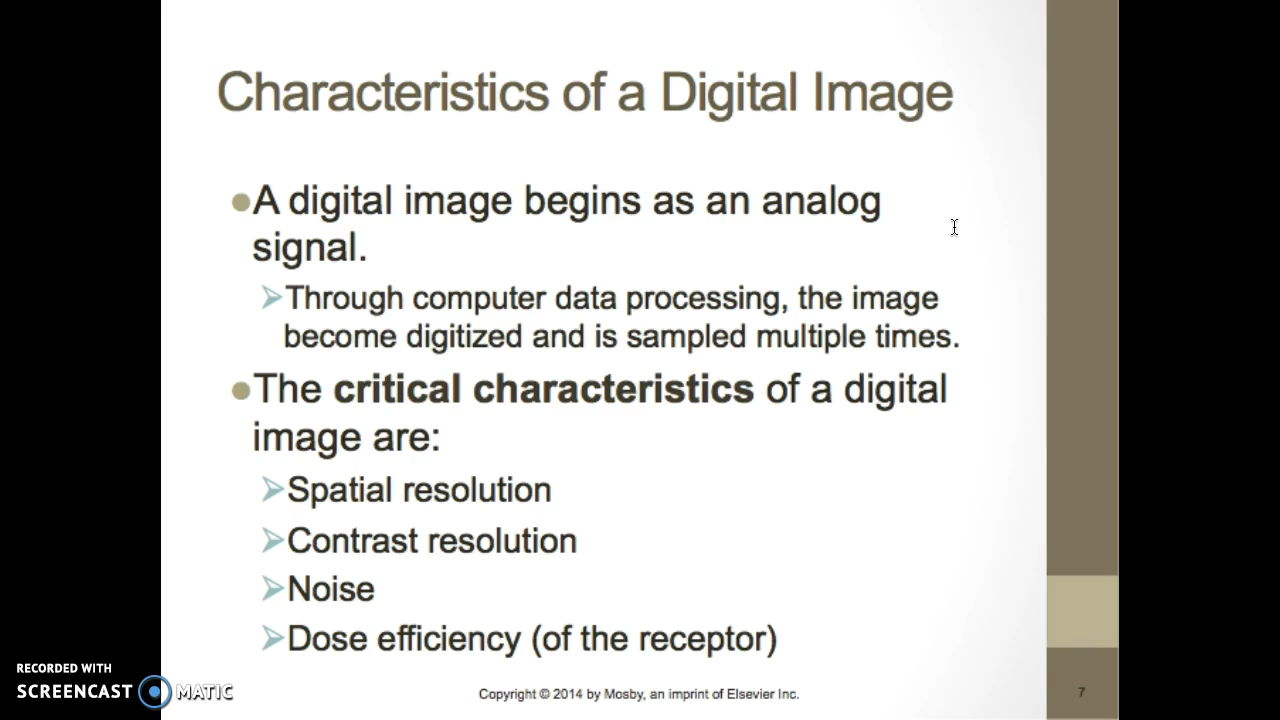 Characteristics of a Digital Image
A digital image begins as an analog
signal.
Through computer data processing, the image
become digitized and is sampled multiple times.
The critical characteristics of a digital
image are:
Spatial resolution
Contrast resolution
Noise
Dose efficiency (of the receptor)
RECORDED WITH
SCREENCAST MATIC
Copyright © 2014 by Mosby, an imprint of Elsevier Inc.
7